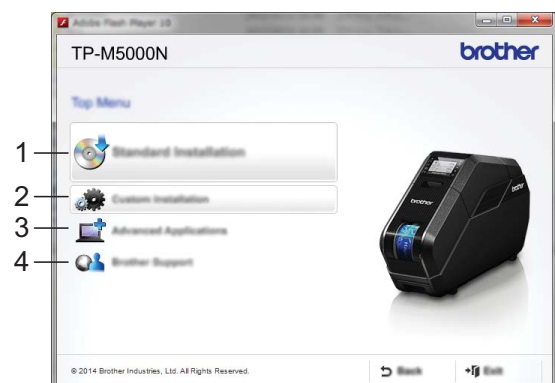 Adobe Flash Player 10
TP-M5000N
brother
Top Menu
1
Standard Installation
2
Custom Installation
3
Advanced Applications
4
Brother Support
brother
© 2014 Brother Industries, Ltd. All Rights Reserved.
Back
Exit